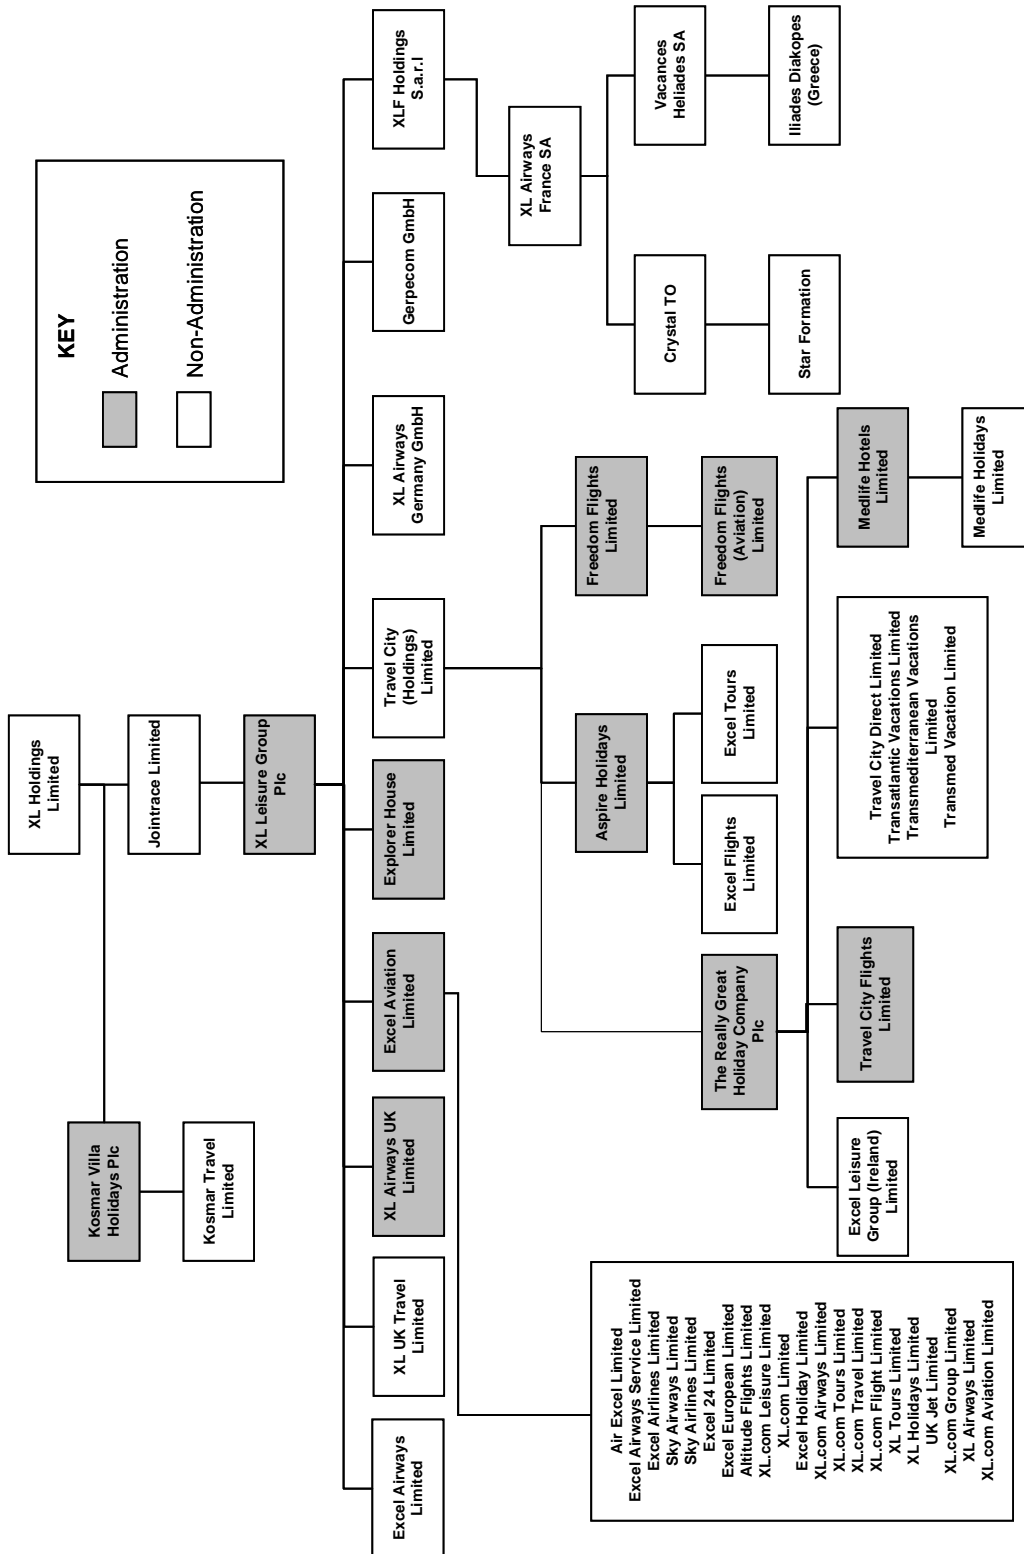 KEY
Administration
Non-Administration
XL Holdings
Limited
Jointrace Limited
XL Leisure Group
Plc
Kosmar Villa
Holidays Plc
Kosmar Travel
Limited
Excel Airways
Limited
XL UK Travel
Limited
XL Airways UK
Limited
Excel Aviation
Limited
Explorer House
Limited
Travel City
(Holdings)
Limited
XL Airways
Germany GmbH
Gerpecom GmbH
XLF Holdings
S.a.r.l
XL Airways
France SA
Crystal TO
Vacances
Heliades SA
Star Formation
Iliades Diakopes
(Greece)
Aspire Holidays
Limited
Freedom Flights
Limited
The Really Great
Holiday Company
Plc
Excel Flights
Limited
Excel Tours
Limited
Freedom Flights
(Aviation)
Limited
Excel Leisure
Group (Ireland)
Limited
Travel City Flights
Limited
Travel City Direct Limited
Transatlantic Vacations Limited
Transmediterranean Vacations
Limited
Transmed Vacation Limited
Medlife Hotels
Limited
Medlife Holidays
Limited
Air Excel Limited
Excel Airways Service Limited
Excel Airlines Limited
Sky Airways Limited
Sky Airlines Limited
Excel 24 Limited
Excel European Limited
Altitude Flights Limited
XL.com Leisure Limited
XL.com Limited
Excel Holiday Limited
XL.com Airways Limited
XL.com Tours Limited
XL.com Travel Limited
XL.com Flight Limited
XL Tours Limited
XL Holidays Limited
UK Jet Limited
XL.com Group Limited
XL Airways Limited
XL.com Aviation Limited